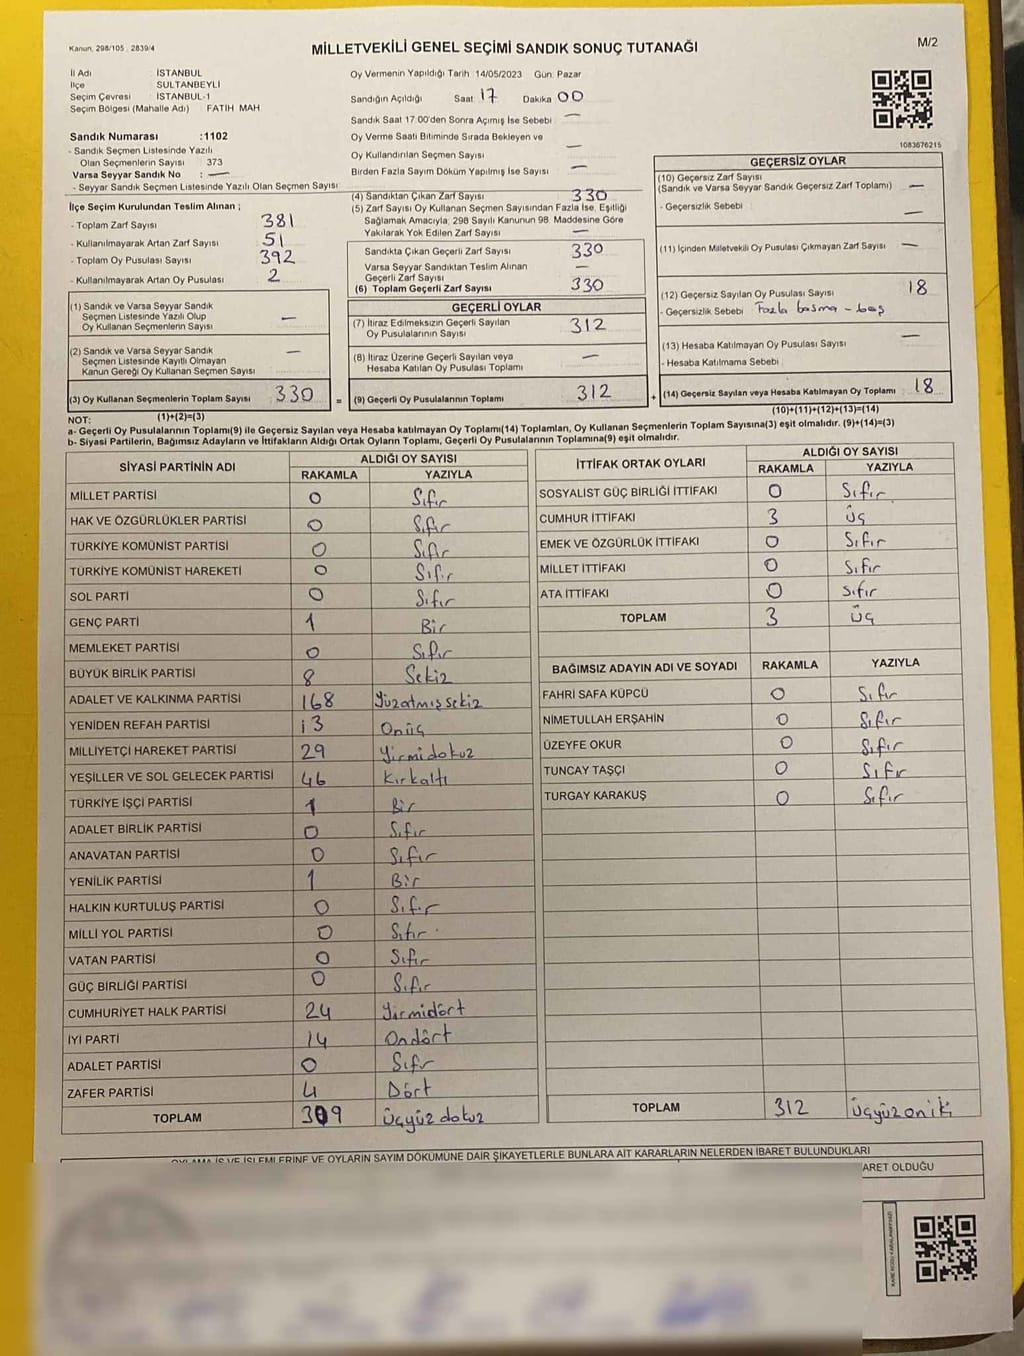 Kanun, 298/105 , 2839/4
MİLLETVEKİLİ GENEL SEÇİMİ SANDIK SONUÇ TUTANAĞI
M/2
İl Adı İSTANBUL
İlçe SULTANBEYLİ
Seçim Çevresi İSTANBUL-1
Seçim Bölgesi (Mahalle Adı) FATİH MAH.
Sandık Numarası :1102
- Sandık Seçmen Listesinde Yazılı
Olan Seçmenlerin Sayısı : 373
Varsa Seyyar Sandık No : —
- Seyyar Sandık Seçmen Listesinde Yazılı Olan Seçmen Sayısı
İlçe Seçim Kurulundan Teslim Alınan ;
- Toplam Zarf Sayısı 381
- Kullanılmayarak Artan Zarf Sayısı 51
- Toplam Oy Pusulası Sayısı 392
- Kullanılmayarak Artan Oy Pusulası 2
(1) Sandık ve Varsa Seyyar Sandık
Seçmen Listesinde Yazılı Olup
Oy Kullanan Seçmenlerin Sayısı —
(2) Sandık ve Varsa Seyyar Sandık
Seçmen Listesinde Kayıtlı Olmayan
Kanun Gereği Oy Kullanan Seçmen Sayısı —
(3) Oy Kullanan Seçmenlerin Toplam Sayısı 330
(1)+(2)=(3)
Oy Vermenin Yapıldığı Tarih 14/05/2023 Gün: Pazar
Sandığın Açıldığı Saat 17 Dakika 00
Sandık Saat 17:00'den Sonra Açımış İse Sebebi —
Oy Verme Saati Bitiminde Sırada Bekleyen ve
Oy Kullandırılan Seçmen Sayısı —
Birden Fazla Sayım Döküm Yapılmış İse Sayısı —
(4) Sandıktan Çıkan Zarf Sayısı 330
(5) Zarf Sayısı Oy Kullanan Seçmen Sayısından Fazla İse, Eşitliği
Sağlamak Amacıyla, 298 Sayılı Kanunun 98. Maddesine Göre
Yakılarak Yok Edilen Zarf Sayısı —
Sandıkta Çıkan Geçerli Zarf Sayısı 330
Varsa Seyyar Sandıktan Teslim Alınan
Geçerli Zarf Sayısı —
(6) Toplam Geçerli Zarf Sayısı 330
GEÇERLİ OYLAR
(7) İtiraz Edilmeksizin Geçerli Sayılan
Oy Pusulalarının Sayısı 312
(8) İtiraz Üzerine Geçerli Sayılan veya
Hesaba Katılan Oy Pusulası Toplamı —
= (9) Geçerli Oy Pusulalarının Toplamı 312
1083676215
GEÇERSİZ OYLAR
(10) Geçersiz Zarf Sayısı
(Sandık ve Varsa Seyyar Sandık Geçersiz Zarf Toplamı) —
- Geçersizlik Sebebi —
(11) İçinden Milletvekili Oy Pusulası Çıkmayan Zarf Sayısı —
(12) Geçersiz Sayılan Oy Pusulası Sayısı 18
- Geçersizlik Sebebi Fazla basma - boş
(13) Hesaba Katılmayan Oy Pusulası Sayısı —
- Hesaba Katılmama Sebebi
+ (14) Geçersiz Sayılan veya Hesaba Katılmayan Oy Toplamı 18
(10)+(11)+(12)+(13)=(14)
NOT:
a- Geçerli Oy Pusulalarının Toplamı(9) ile Geçersiz Sayılan veya Hesaba katılmayan Oy Toplamı(14) Toplamları, Oy Kullanan Seçmenlerin Toplam Sayısına(3) eşit olmalıdır. (9)+(14)=(3)
b- Siyasi Partilerin, Bağımsız Adayların ve İttifakların Aldığı Ortak Oyların Toplamı, Geçerli Oy Pusulalarının Toplamına(9) eşit olmalıdır.
SİYASİ PARTİNİN ADI ALDIĞI OY SAYISI
RAKAMLA YAZIYLA
MİLLET PARTİSİ 0 Sıfır
HAK VE ÖZGÜRLÜKLER PARTİSİ 0 Sıfır
TÜRKİYE KOMÜNİST PARTİSİ 0 Sıfır
TÜRKİYE KOMÜNİST HAREKETİ 0 Sıfır
SOL PARTİ 0 Sıfır
GENÇ PARTİ 1 Bir
MEMLEKET PARTİSİ 0 Sıfır
BÜYÜK BİRLİK PARTİSİ 8 Sekiz
ADALET VE KALKINMA PARTİSİ 168 Yüzatmışsekiz
YENİDEN REFAH PARTİSİ 13 Onüç
MİLLİYETÇİ HAREKET PARTİSİ 29 Yirmidokuz
YEŞİLLER VE SOL GELECEK PARTİSİ 46 Kırkaltı
TÜRKİYE İŞÇİ PARTİSİ 1 Bir
ADALET BİRLİK PARTİSİ 0 Sıfır
ANAVATAN PARTİSİ 0 Sıfır
YENİLİK PARTİSİ 1 Bir
HALKIN KURTULUŞ PARTİSİ 0 Sıfır
MİLLİ YOL PARTİSİ 0 Sıfır
VATAN PARTİSİ 0 Sıfır
GÜÇ BİRLİĞİ PARTİSİ 0 Sıfır
CUMHURİYET HALK PARTİSİ 24 Yirmidört
İYİ PARTİ 14 Ondört
ADALET PARTİSİ 0 Sıfır
ZAFER PARTİSİ 4 Dört
TOPLAM 309 Üçyüz dokuz
İTTİFAK ORTAK OYLARI ALDIĞI OY SAYISI
RAKAMLA YAZIYLA
SOSYALİST GÜÇ BİRLİĞİ İTTİFAKI 0 Sıfır
CUMHUR İTTİFAKI 3 Üç
EMEK VE ÖZGÜRLÜK İTTİFAKI 0 Sıfır
MİLLET İTTİFAKI 0 Sıfır
ATA İTTİFAKI 0 Sıfır
TOPLAM 3 Üç
BAĞIMSIZ ADAYIN ADI VE SOYADI RAKAMLA YAZIYLA
FAHRİ SAFA KÜPCÜ 0 Sıfır
NİMETULLAH ERŞAHİN 0 Sıfır
ÜZEYFE OKUR 0 Sıfır
TUNCAY TAŞÇI 0 Sıfır
TURGAY KARAKUŞ 0 Sıfır
TOPLAM 312 Üçyüzoniki
OYLAMA İŞ VE İŞLEMLERİNE VE OYLARIN SAYIM DÖKÜMÜNE DAİR ŞİKAYETLERLE BUNLARA AİT KARARLARIN NELERDEN İBARET BULUNDUKLARI
ARET OLDUĞU